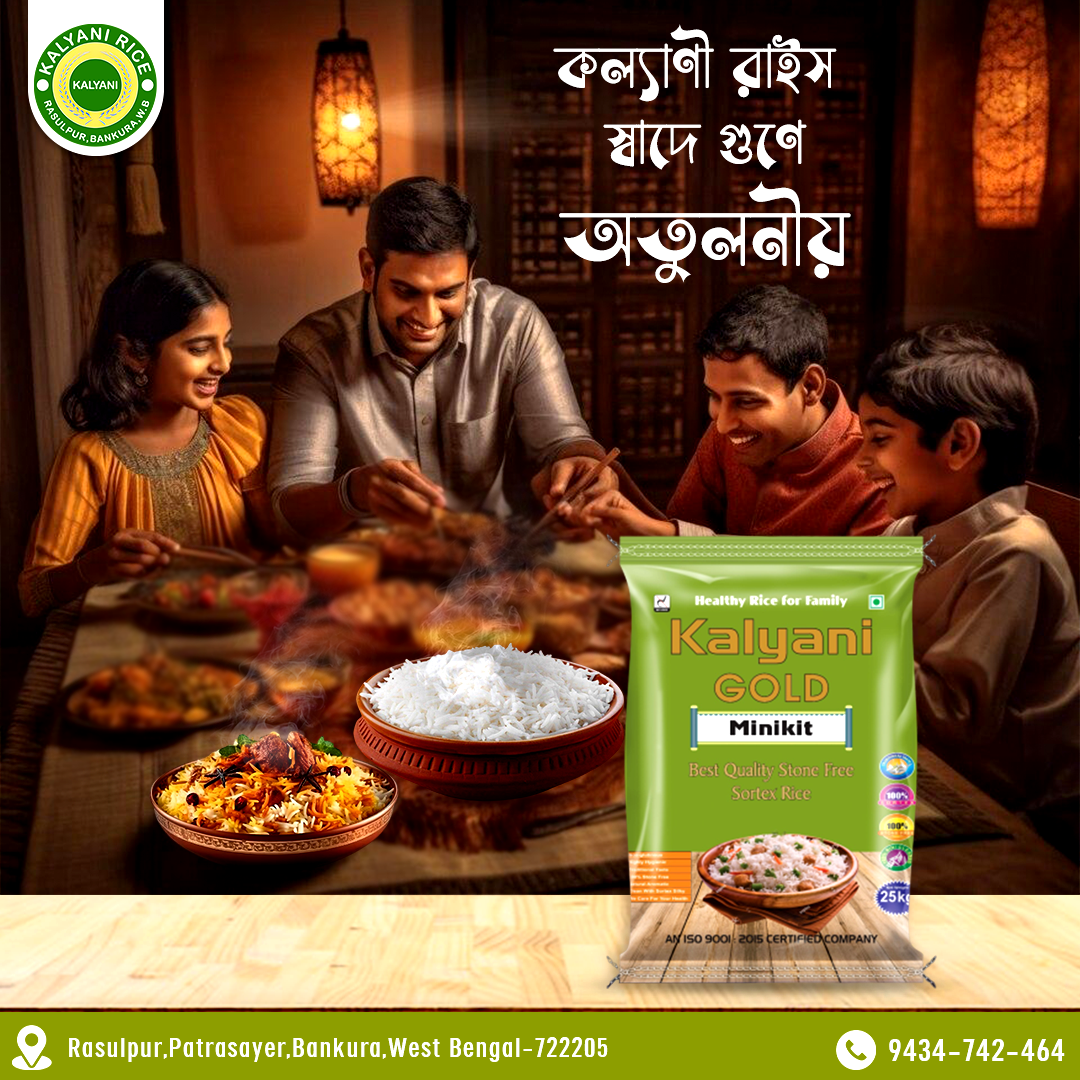 KALYANI RICE
KALYANI
RASULPUR,BANKURA,W.B
কল্যাণী রাইস
স্বাদে গুণে
অতুলনীয়
Healthy Rice for Family
Kalyani
GOLD
Minikit
Best Quality Stone Free
Sortex Rice
100%
100%
25kg
AN ISO 9001 - 2015 CERTIFIED COMPANY
Rasulpur,Patrasayer,Bankura,West Bengal-722205
9434-742-464